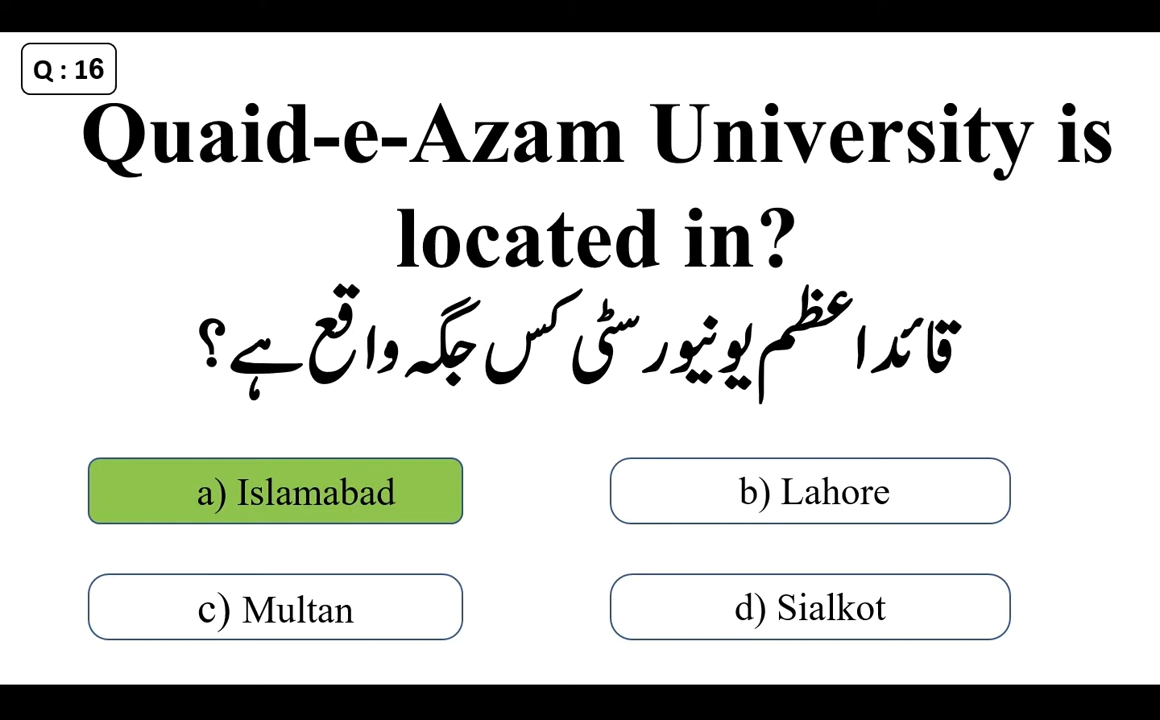 Q : 16
Quaid-e-Azam University is
located in?
قائداعظم یونیورسٹی کس جگہ واقع ہے؟
a) Islamabad
b) Lahore
c) Multan
d) Sialkot